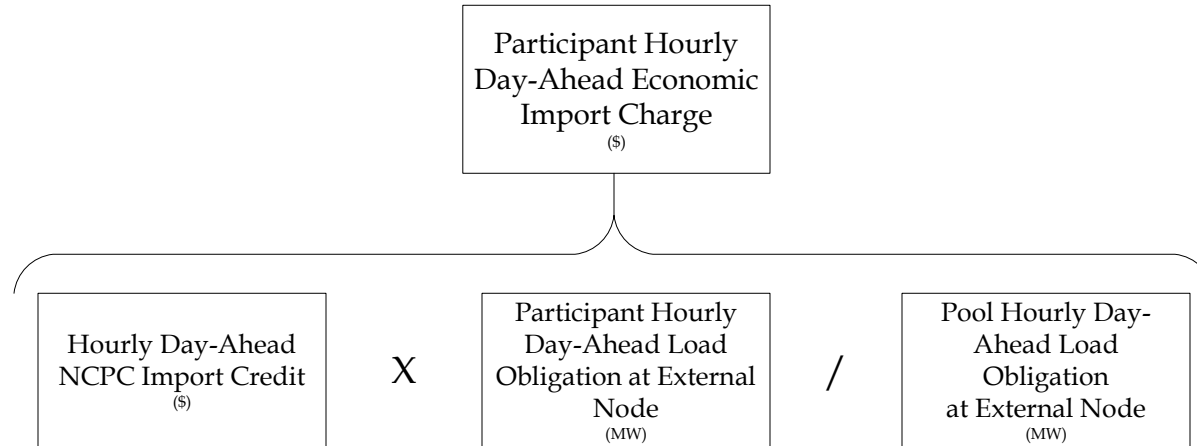 Participant Hourly
Day-Ahead Economic
Import Charge
($)
Hourly Day-Ahead
NCPC Import Credit
($)
X
Participant Hourly
Day-Ahead Load
Obligation at External
Node
(MW)
/
Pool Hourly Day-
Ahead Load
Obligation
at External Node
(MW)